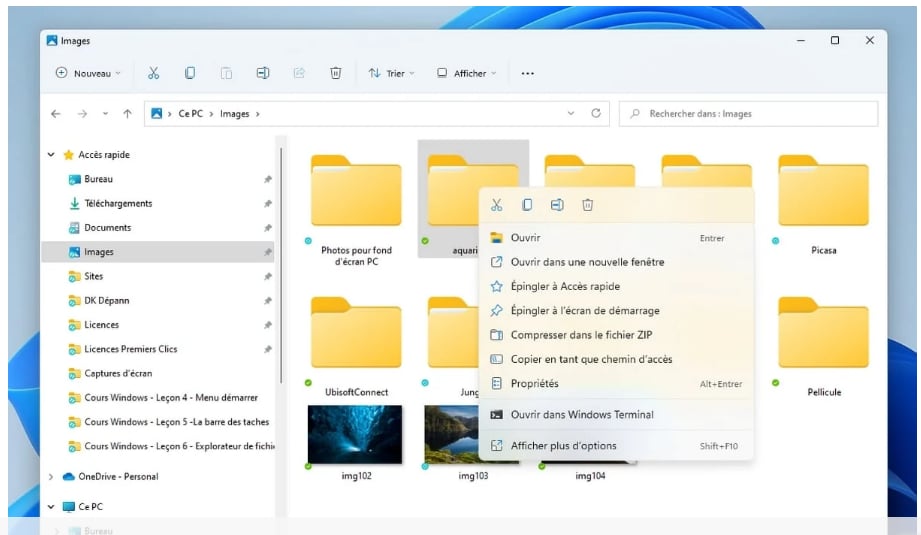 Images
Nouveau
Trier
Afficher
Ce PC > Images >
Rechercher dans : Images
Accès rapide
Bureau
Téléchargements
Documents
Images
Sites
DK Dépann
Licences
Licences Premiers Clics
Captures d'écran
Cours Windows - Leçon 4 - Menu démarrer
Cours Windows - Leçon 5 -La barre des taches
Cours Windows - Leçon 6 - Explorateur de fichi
OneDrive - Personal
Ce PC
Bureau
Photos pour fond
d'écran PC
aquari
Picasa
UbisoftConnect
Jung
Pellicule
img102
img103
img104
Ouvrir Entrer
Ouvrir dans une nouvelle fenêtre
Épingler à Accès rapide
Épingler à l'écran de démarrage
Compresser dans le fichier ZIP
Copier en tant que chemin d'accès
Propriétés Alt+Entrer
Ouvrir dans Windows Terminal
Afficher plus d'options Shift+F10